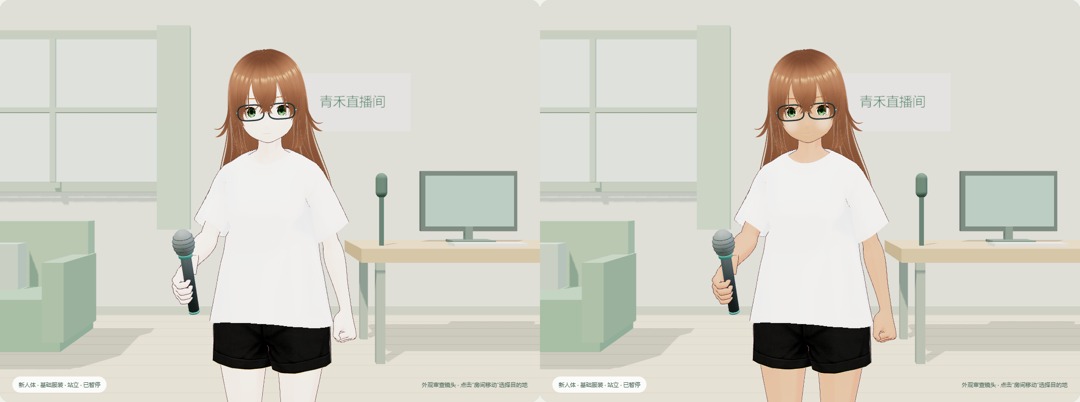 青禾直播间
新人体 · 基础服装 · 站立 · 已暂停
外观审查镜头 · 点击“房间移动”选择目的地
青禾直播间
新人体 · 基础服装 · 站立 · 已暂停
外观审查镜头 · 点击“房间移动”选择目的地